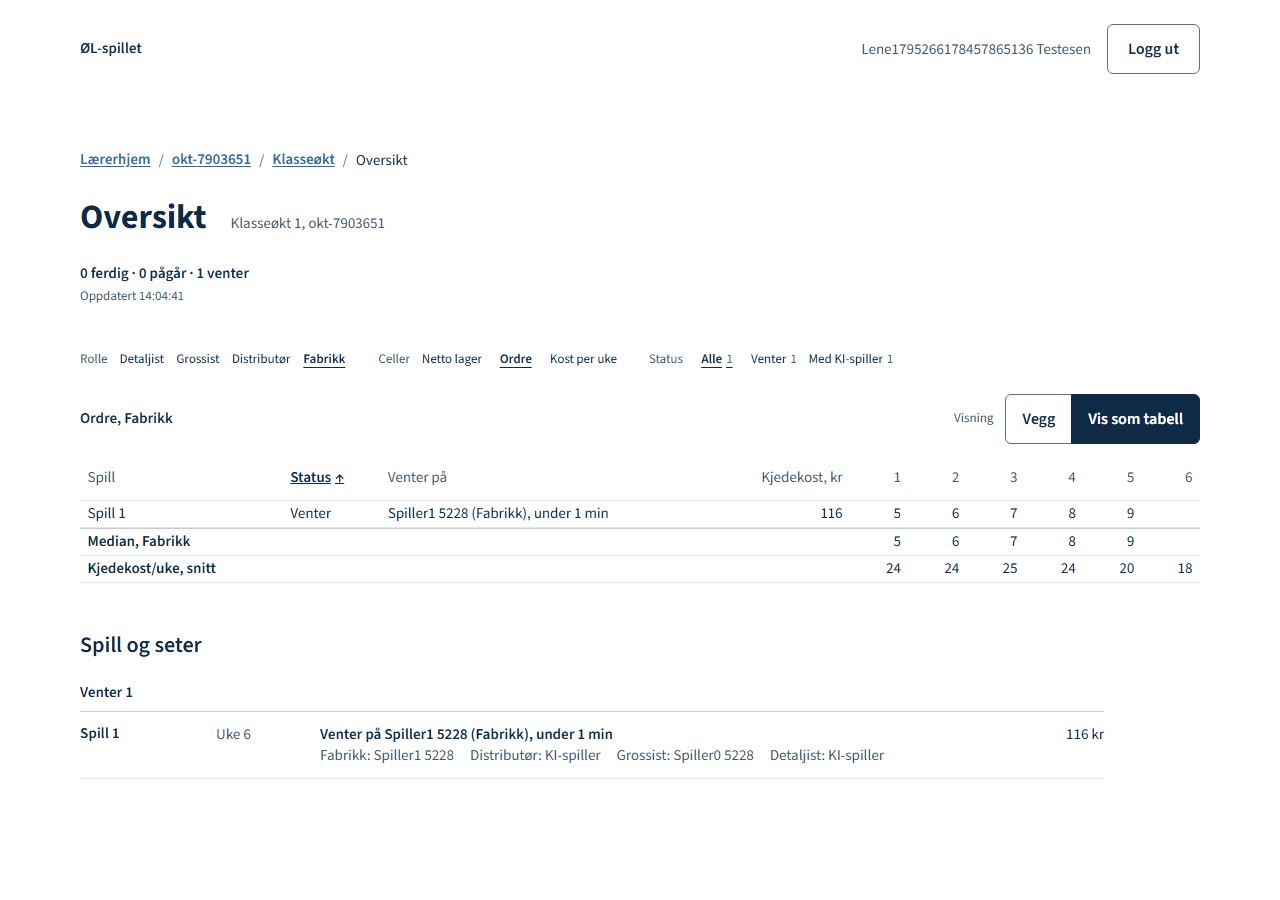 ØL-spillet
Lene1795266178457865136 Testesen
Logg ut
Lærerhjem / okt-7903651 / Klasseøkt / Oversikt
Oversikt Klasseøkt 1, okt-7903651
0 ferdig · 0 pågår · 1 venter
Oppdatert 14:04:41
Rolle Detaljist Grossist Distributør Fabrikk Celler Netto lager Ordre Kost per uke Status Alle 1 Venter 1 Med KI-spiller 1
Ordre, Fabrikk Visning Vegg Vis som tabell
Spill Status ↑ Venter på Kjedekost, kr 1 2 3 4 5 6
Spill 1 Venter Spiller1 5228 (Fabrikk), under 1 min 116 5 6 7 8 9
Median, Fabrikk 5 6 7 8 9
Kjedekost/uke, snitt 24 24 25 24 20 18
Spill og seter
Venter 1
Spill 1 Uke 6 Venter på Spiller1 5228 (Fabrikk), under 1 min 116 kr
Fabrikk: Spiller1 5228 Distributør: KI-spiller Grossist: Spiller0 5228 Detaljist: KI-spiller